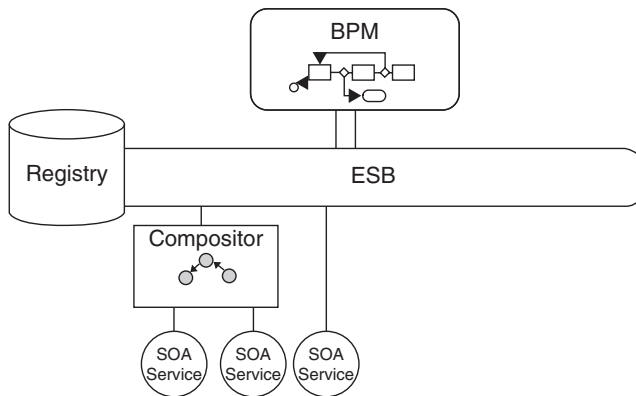 BPM
Registry
ESB
Compositor
SOA
Service
SOA
Service
SOA
Service